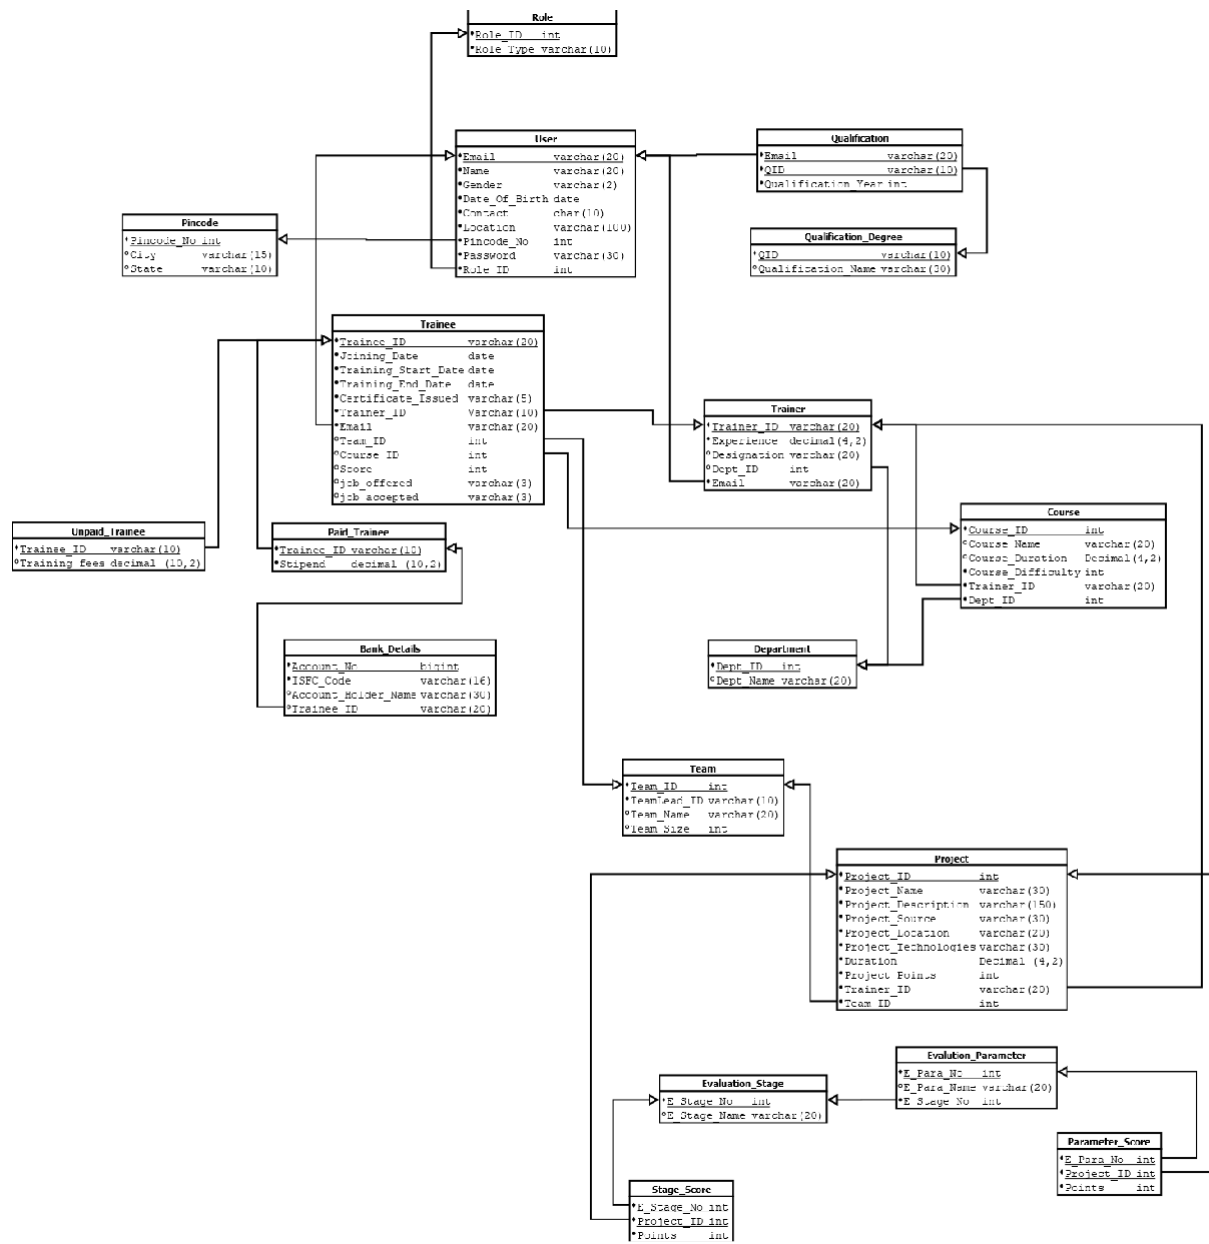 Role
Role_ID int
Role_Type varchar(10)
User
Email varchar(20)
Name varchar(20)
Gender varchar(2)
Date_Of_Birth date
Contact char(10)
Location varchar(100)
Pincode_No int
Password varchar(30)
Role_ID int
Qualification
Email varchar(20)
QID varchar(10)
Qualification_Year int
Pincode
Pincode_No int
City varchar(15)
State varchar(10)
Qualification_Degree
QID varchar(10)
Qualification_Name varchar(30)
Trainee
Trainee_ID varchar(20)
Joining_Date date
Training_Start_Date date
Training_End_Date date
Certificate_Issued varchar(5)
Trainer_ID Varchar(10)
Email varchar(20)
Team_ID int
Course_ID int
Score int
job_offered varchar(3)
job_accepted varchar(3)
Trainer
Trainer_ID varchar(20)
Experience decimal(4,2)
Designation varchar(20)
Dept_ID int
Email varchar(20)
Unpaid_Trainee
Trainee_ID varchar(10)
Training_fees decimal (10,2)
Paid_Trainee
Trainee_ID varchar(10)
Stipend decimal (10,2)
Course
Course_ID int
Course_Name varchar(20)
Course_Duration Decimal(4,2)
Course_Difficulty int
Trainer_ID varchar(20)
Dept_ID int
Bank_Details
Account_No bigint
ISFC_Code varchar(16)
Account_Holder_Name varchar(30)
Trainee_ID varchar(20)
Department
Dept_ID int
Dept_Name varchar(20)
Team
Team_ID int
TeamLead_ID varchar(10)
Team_Name varchar(20)
Team_Size int
Project
Project_ID int
Project_Name varchar(30)
Project_Description varchar(150)
Project_Source varchar(30)
Project_Location varchar(20)
Project_Technologies varchar(30)
Duration Decimal (4,2)
Project_Points int
Trainer_ID varchar(20)
Team_ID int
Evalution_Parameter
E_Para_No int
E_Para_Name varchar(20)
E_Stage_No int
Evaluation_Stage
E_Stage_No int
E_Stage_Name varchar(20)
Parameter_Score
E_Para_No int
Project_ID int
Points int
Stage_Score
E_Stage_No int
Project_ID int
Points int